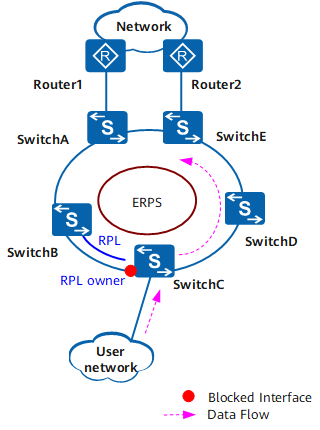 Network
R
R
Router1
Router2
S
S
SwitchA
SwitchE
ERPS
S
S
SwitchB
RPL
SwitchD
S
RPL owner
SwitchC
User
network
Blocked Interface
Data Flow